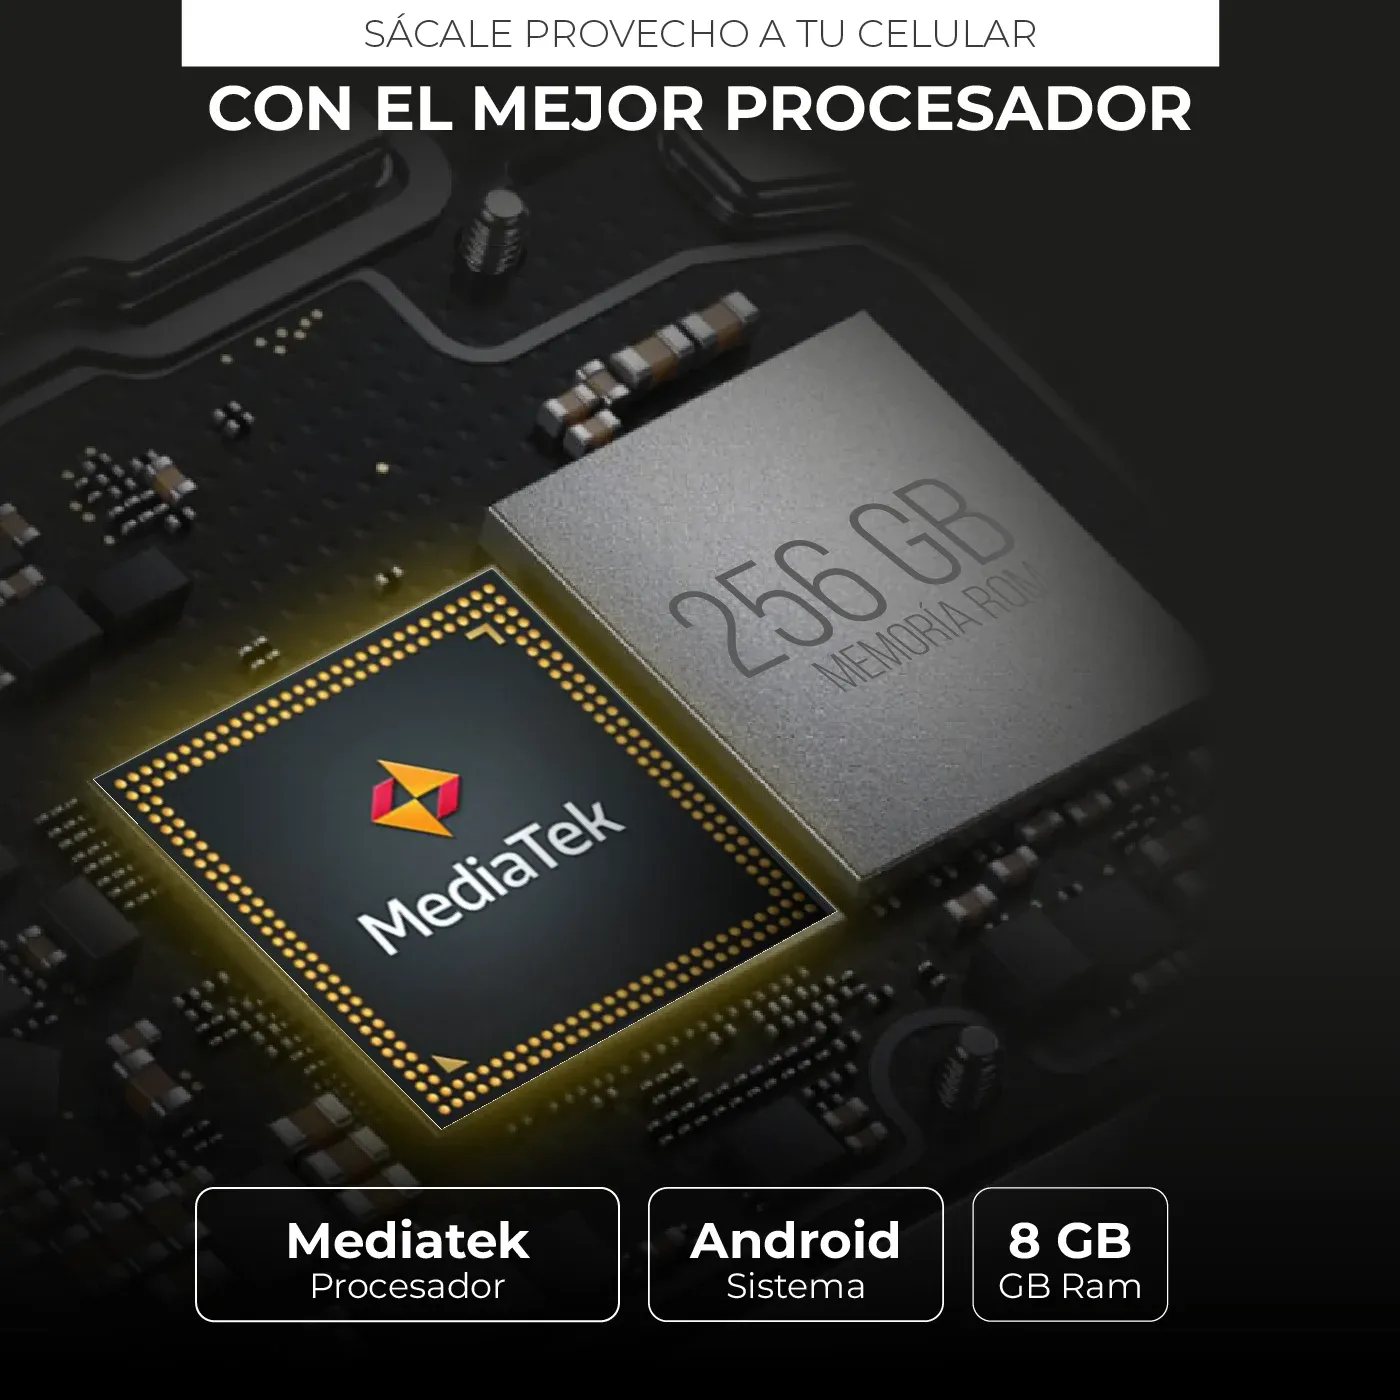 SÁCALE PROVECHO A TU CELULAR
CON EL MEJOR PROCESADOR
256 GB
MEMORÍA ROM
MediaTek
Mediatek
Procesador
Android
Sistema
8 GB
GB Ram